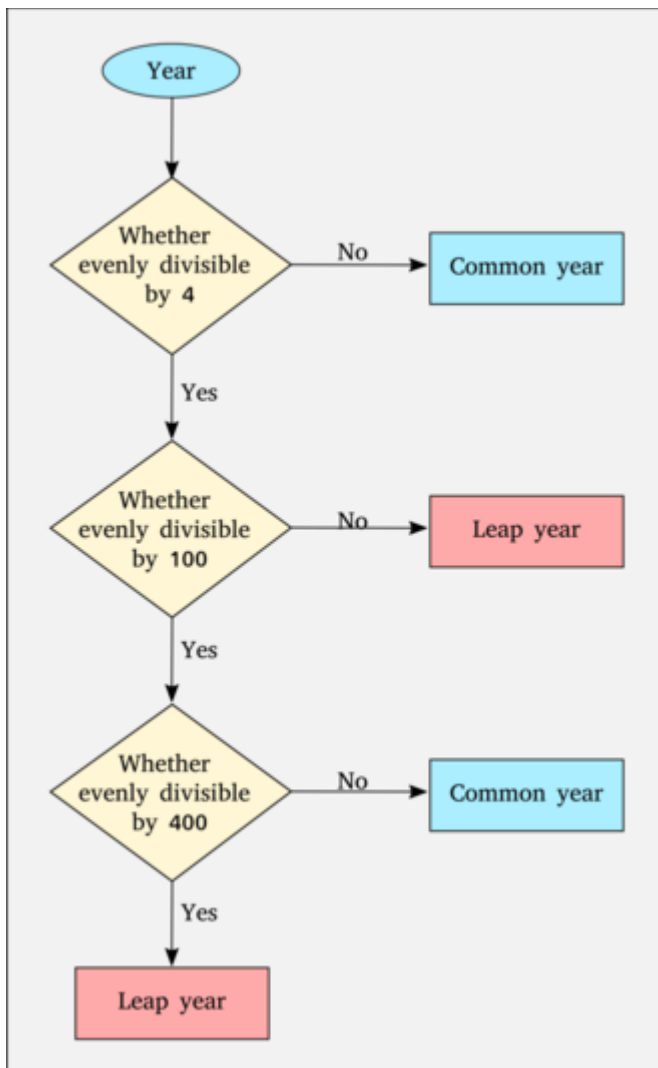 Year
Whether
evenly divisible
by 4
No
Common year
Yes
Whether
evenly divisible
by 100
No
Leap year
Yes
Whether
evenly divisible
by 400
No
Common year
Yes
Leap year